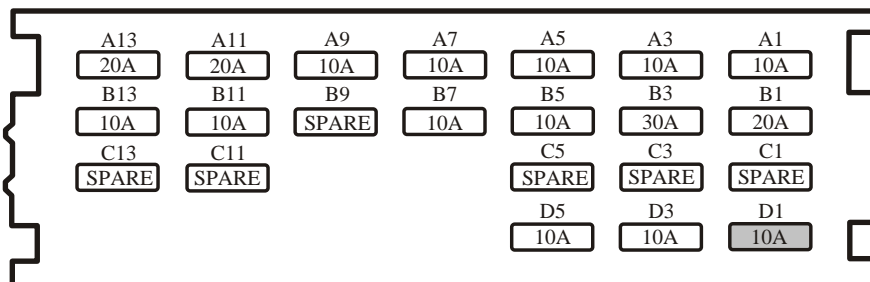 A13 A11 A9 A7 A5 A3 A1
20A 20A 10A 10A 10A 10A 10A
B13 B11 B9 B7 B5 B3 B1
10A 10A SPARE 10A 10A 30A 20A
C13 C11 C5 C3 C1
SPARE SPARE SPARE SPARE SPARE
D5 D3 D1
10A 10A 10A